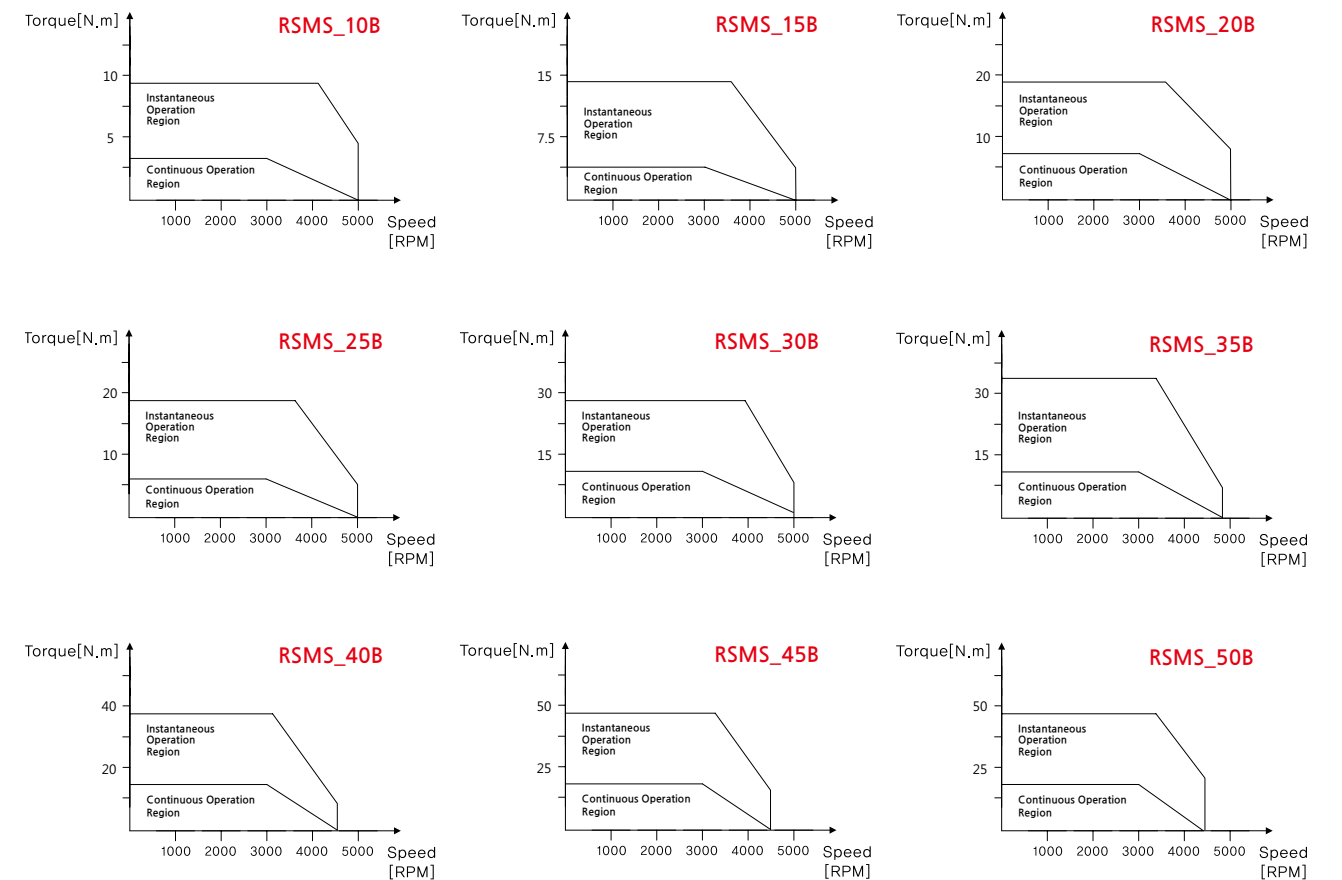 Torque[N.m]
RSMS_10B
10
5
Instantaneous
Operation
Region
Continuous Operation
Region
1000 2000 3000 4000 5000 Speed
[RPM]
Torque[N.m]
RSMS_15B
15
7.5
Instantaneous
Operation
Region
Continuous Operation
Region
1000 2000 3000 4000 5000 Speed
[RPM]
Torque[N.m]
RSMS_20B
20
10
Instantaneous
Operation
Region
Continuous Operation
Region
1000 2000 3000 4000 5000 Speed
[RPM]
Torque[N.m]
RSMS_25B
20
10
Instantaneous
Operation
Region
Continuous Operation
Region
1000 2000 3000 4000 5000 Speed
[RPM]
Torque[N.m]
RSMS_30B
30
15
Instantaneous
Operation
Region
Continuous Operation
Region
1000 2000 3000 4000 5000 Speed
[RPM]
Torque[N.m]
RSMS_35B
30
15
Instantaneous
Operation
Region
Continuous Operation
Region
1000 2000 3000 4000 5000 Speed
[RPM]
Torque[N.m]
RSMS_40B
40
20
Instantaneous
Operation
Region
Continuous Operation
Region
1000 2000 3000 4000 5000 Speed
[RPM]
Torque[N.m]
RSMS_45B
50
25
Instantaneous
Operation
Region
Continuous Operation
Region
1000 2000 3000 4000 5000 Speed
[RPM]
Torque[N.m]
RSMS_50B
50
25
Instantaneous
Operation
Region
Continuous Operation
Region
1000 2000 3000 4000 5000 Speed
[RPM]